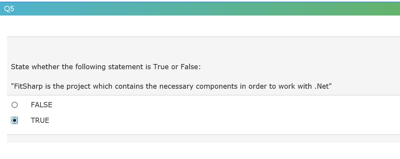 Q5
State whether the following statement is True or False:
"FitSharp is the project which contains the necessary components in order to work with .Net"
FALSE
TRUE